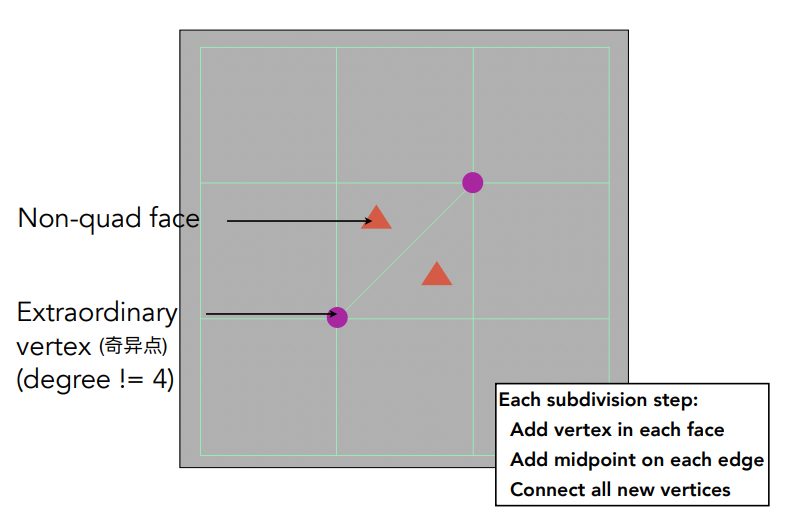 Non-quad face
Extraordinary
vertex (奇异点)
(degree != 4)
Each subdivision step:
Add vertex in each face
Add midpoint on each edge
Connect all new vertices